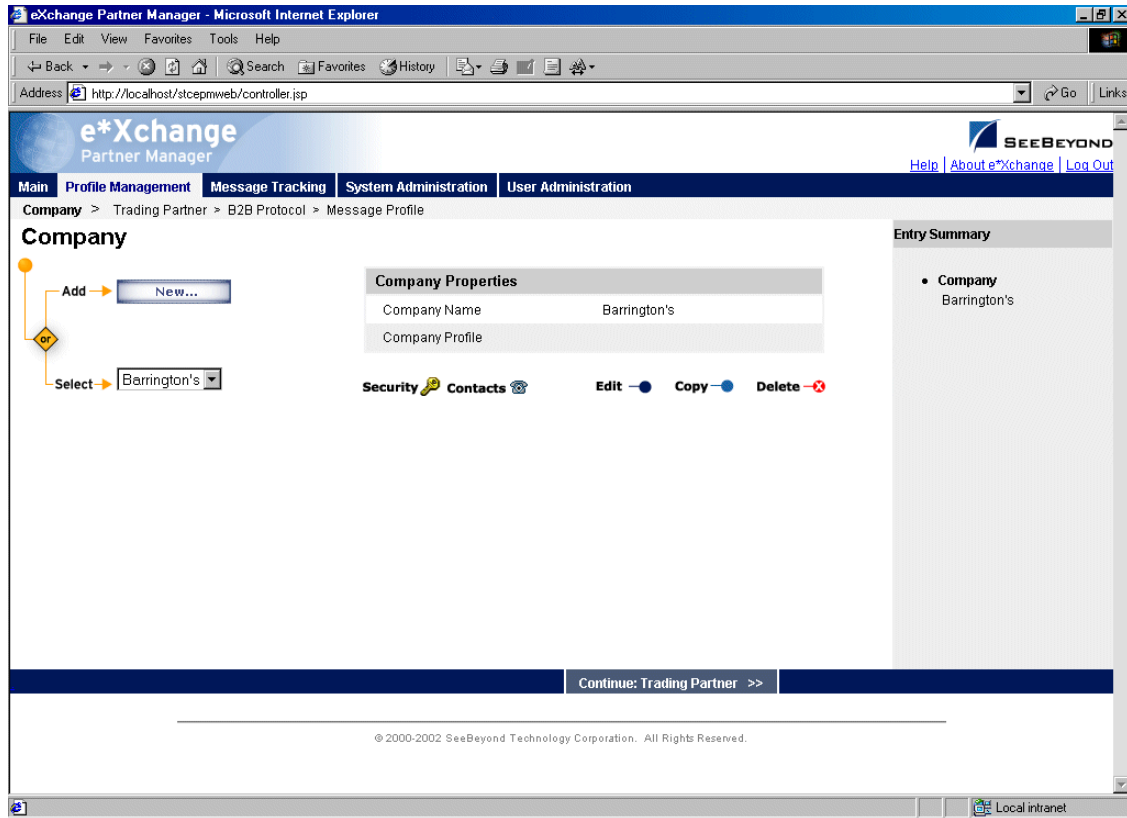 eXchange Partner Manager - Microsoft Internet Explorer
File Edit View Favorites Tools Help
Back Search Favorites History
Address http://localhost/stcepmweb/controller.jsp Go Links
e*Xchange
Partner Manager
SEEBEYOND
Help | About e*Xchange | Log Out
Main Profile Management Message Tracking System Administration User Administration
Company > Trading Partner > B2B Protocol > Message Profile
Company
Entry Summary
Add New...
or
Select Barrington's
Company Properties
Company Name Barrington's
Company Profile
Security Contacts Edit Copy Delete
• Company
Barrington's
Continue: Trading Partner >>
© 2000-2002 SeeBeyond Technology Corporation. All Rights Reserved.
Local intranet